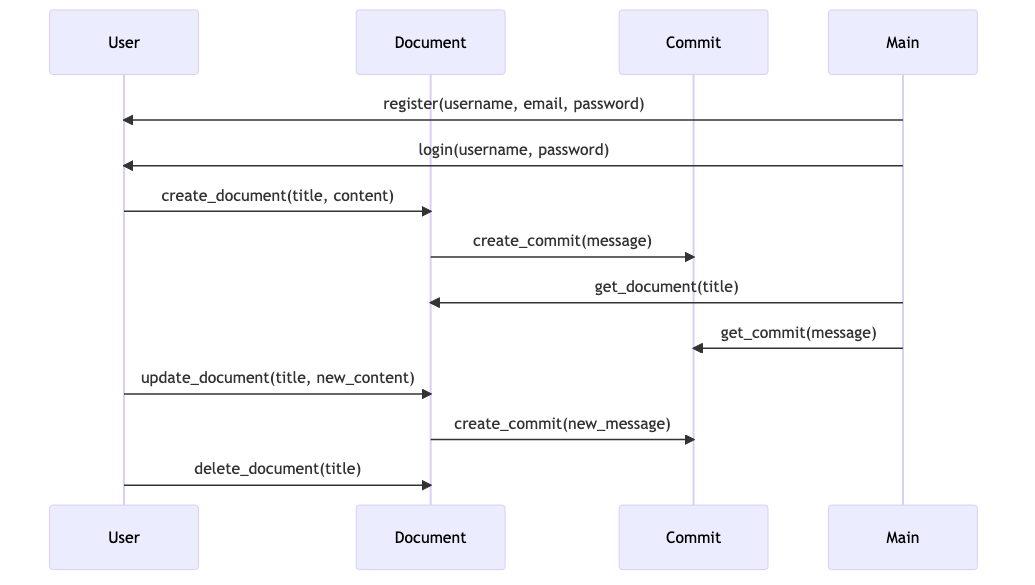 User
Document
Commit
Main
register(username, email, password)
login(username, password)
create_document(title, content)
create_commit(message)
get_document(title)
get_commit(message)
update_document(title, new_content)
create_commit(new_message)
delete_document(title)
User
Document
Commit
Main